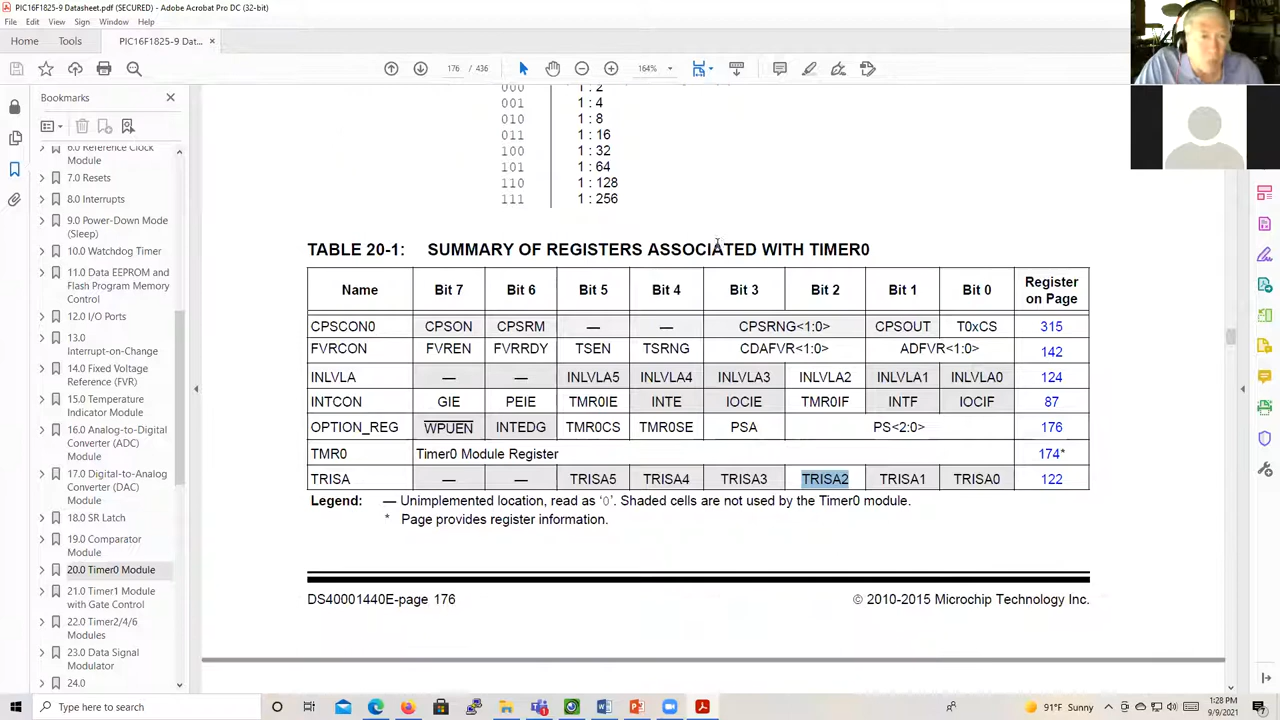 PIC16F1825-9 Datasheet.pdf (SECURED) - Adobe Acrobat Pro DC (32-bit)
File Edit View Sign Window Help
Home Tools PIC16F1825-9 Dat... ×
176 / 436 164%
Bookmarks
6.0 Reference Clock
Module
7.0 Resets
8.0 Interrupts
9.0 Power-Down Mode
(Sleep)
10.0 Watchdog Timer
11.0 Data EEPROM and
Flash Program Memory
Control
12.0 I/O Ports
13.0
Interrupt-on-Change
14.0 Fixed Voltage
Reference (FVR)
15.0 Temperature
Indicator Module
16.0 Analog-to-Digital
Converter (ADC)
Module
17.0 Digital-to-Analog
Converter (DAC)
Module
18.0 SR Latch
19.0 Comparator
Module
20.0 Timer0 Module
21.0 Timer1 Module
with Gate Control
22.0 Timer2/4/6
Modules
23.0 Data Signal
Modulator
24.0
000 1 : 2
001 1 : 4
010 1 : 8
011 1 : 16
100 1 : 32
101 1 : 64
110 1 : 128
111 1 : 256
TABLE 20-1: SUMMARY OF REGISTERS ASSOCIATED WITH TIMER0
Name Bit 7 Bit 6 Bit 5 Bit 4 Bit 3 Bit 2 Bit 1 Bit 0 Register
on Page
CPSCON0 CPSON CPSRM — — CPSRNG<1:0> CPSOUT T0xCS 315
FVRCON FVREN FVRRDY TSEN TSRNG CDAFVR<1:0> ADFVR<1:0> 142
INLVLA — — INLVLA5 INLVLA4 INLVLA3 INLVLA2 INLVLA1 INLVLA0 124
INTCON GIE PEIE TMR0IE INTE IOCIE TMR0IF INTF IOCIF 87
OPTION_REG WPUEN INTEDG TMR0CS TMR0SE PSA PS<2:0> 176
TMR0 Timer0 Module Register 174*
TRISA — — TRISA5 TRISA4 TRISA3 TRISA2 TRISA1 TRISA0 122
Legend: — Unimplemented location, read as ‘0’. Shaded cells are not used by the Timer0 module.
* Page provides register information.
DS40001440E-page 176 © 2010-2015 Microchip Technology Inc.
Type here to search
91°F Sunny
1:28 PM
9/9/2021